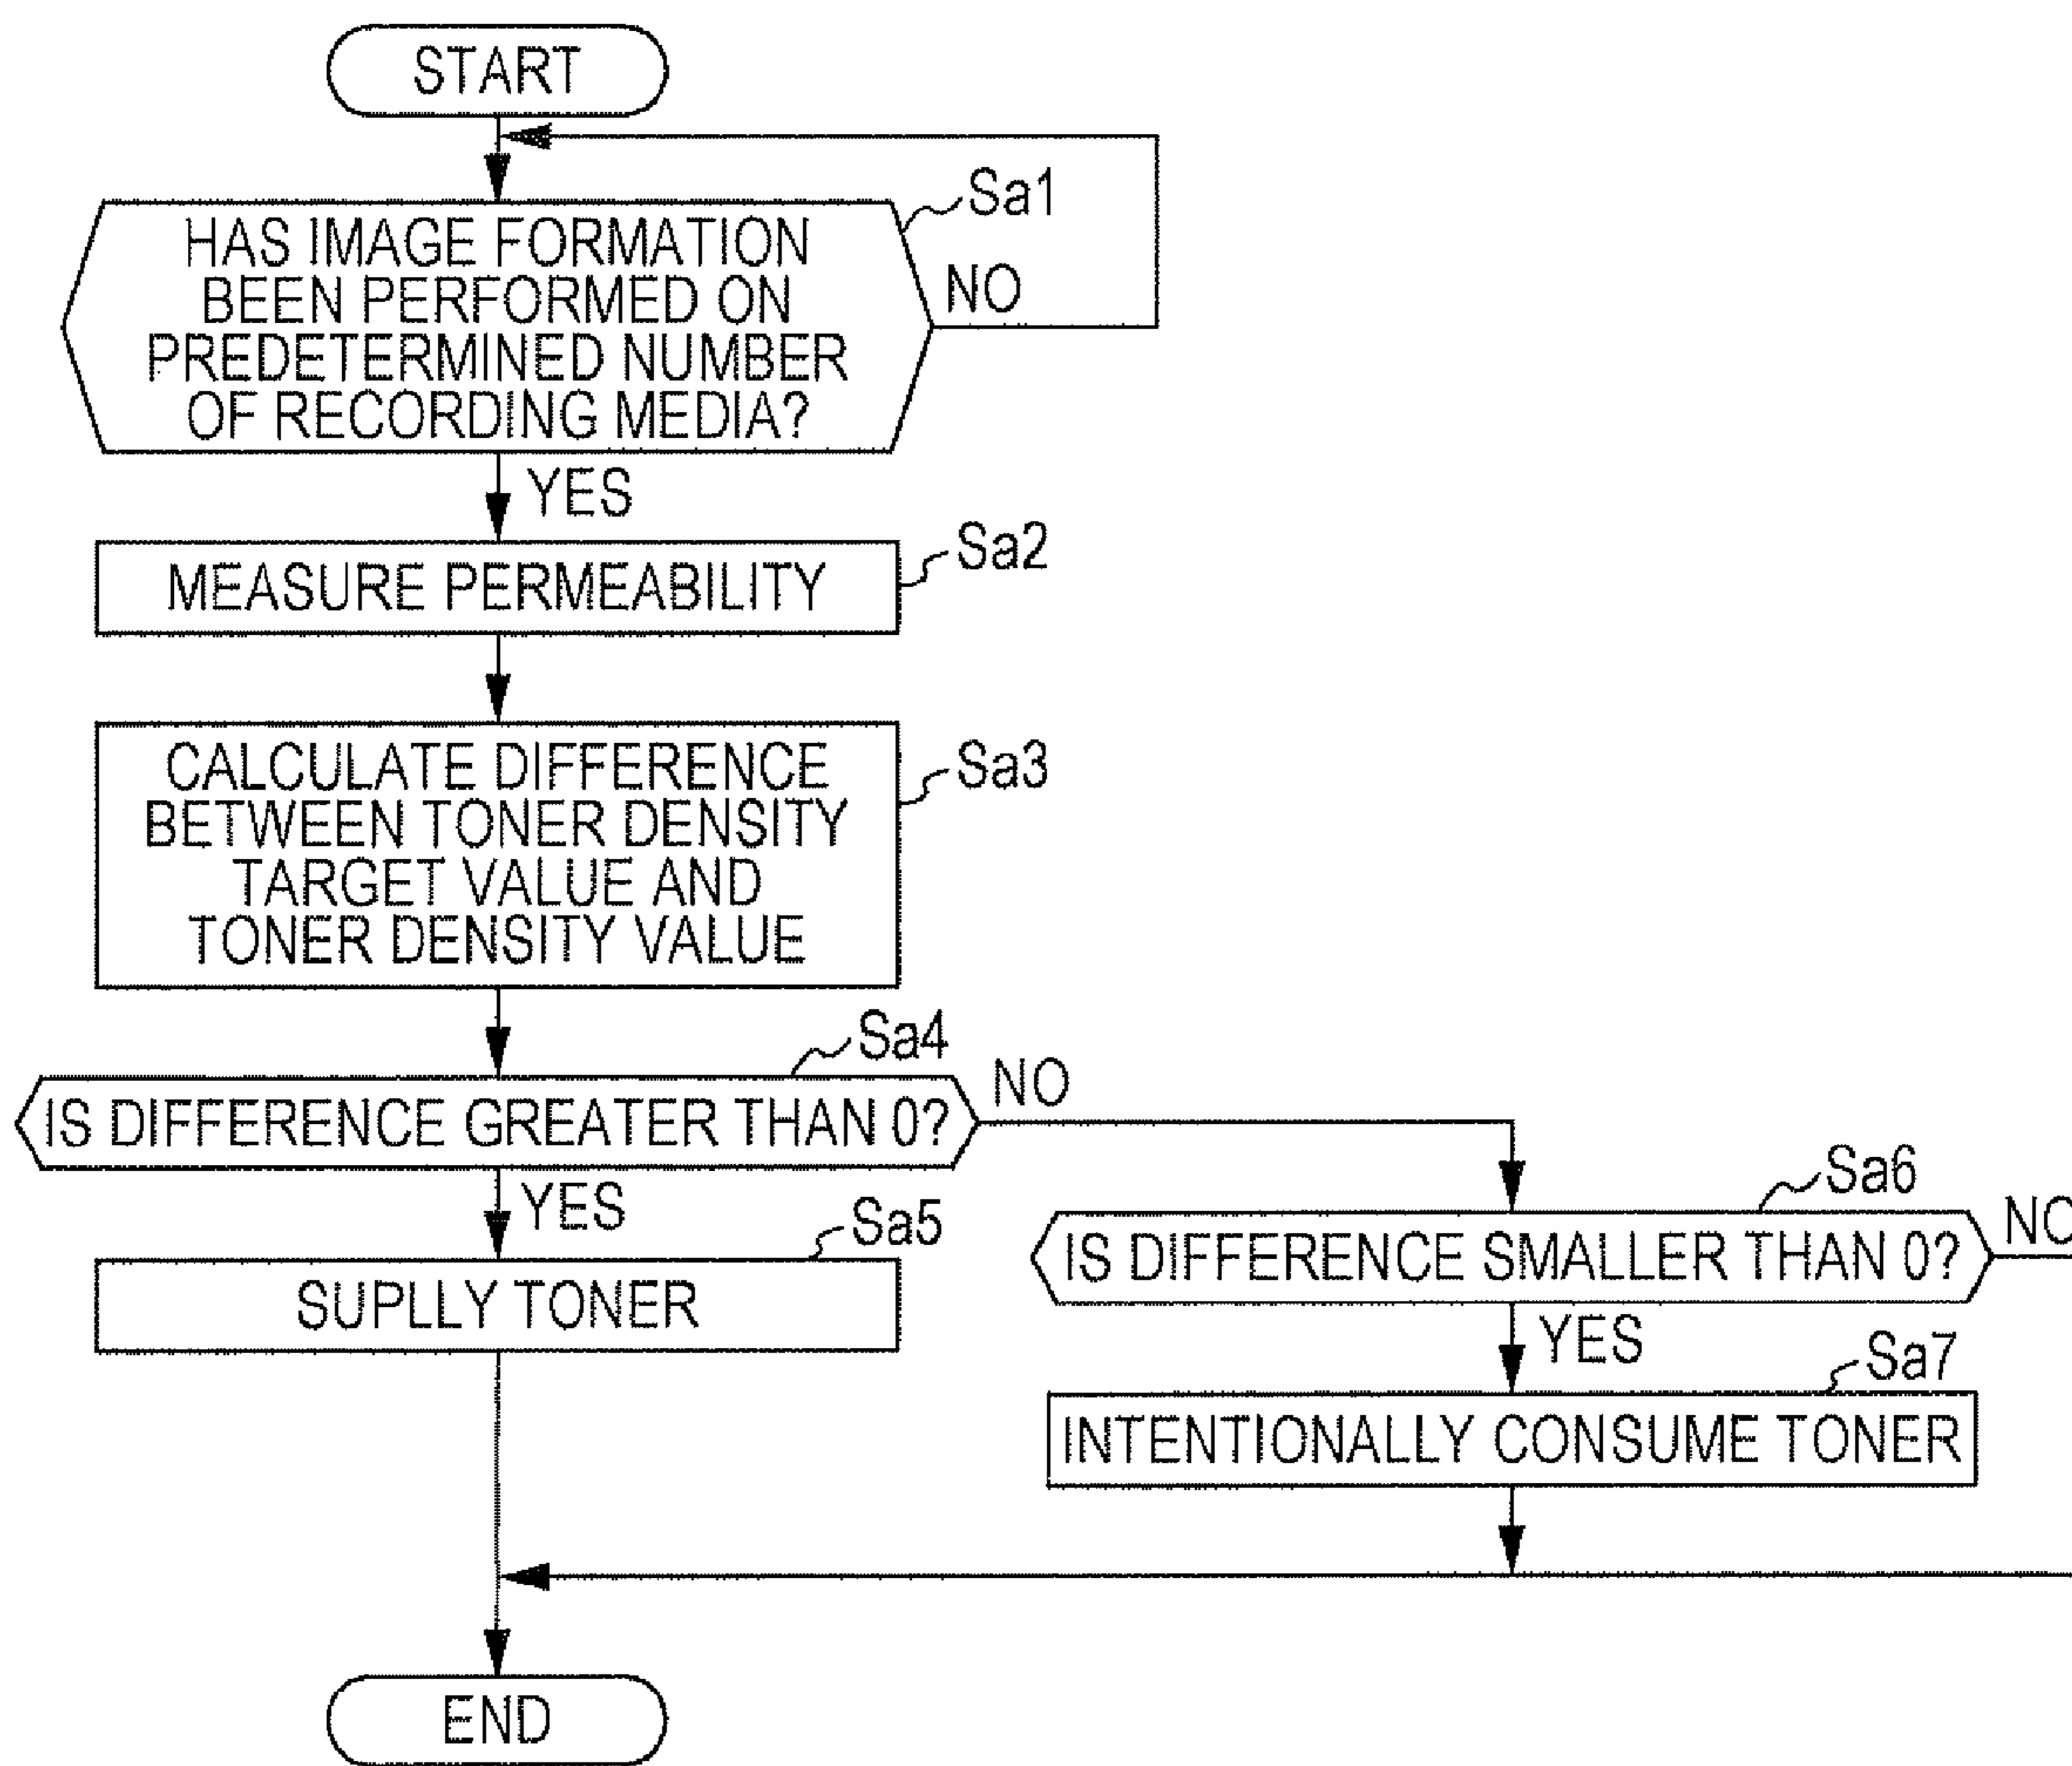 START
Sa1
HAS IMAGE FORMATION
BEEN PERFORMED ON
PREDETERMINED NUMBER
OF RECORDING MEDIA?
NO
YES
Sa2
MEASURE PERMEABILITY
Sa3
CALCULATE DIFFERENCE
BETWEEN TONER DENSITY
TARGET VALUE AND
TONER DENSITY VALUE
Sa4
IS DIFFERENCE GREATER THAN 0?
NO
YES
Sa5
SUPLLY TONER
Sa6
IS DIFFERENCE SMALLER THAN 0?
NO
YES
Sa7
INTENTIONALLY CONSUME TONER
END